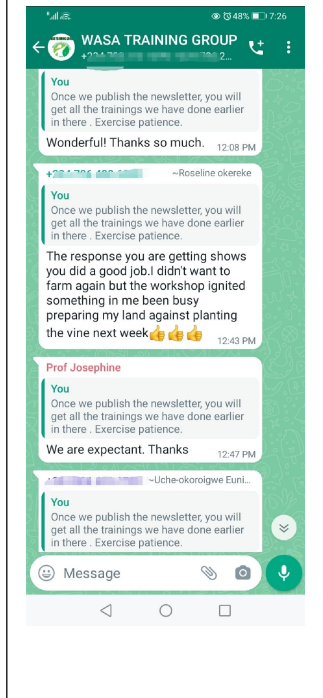 48% 7:26
WASA TRAINING GROUP
2...
You
Once we publish the newsletter, you will
get all the trainings we have done earlier
in there . Exercise patience.
Wonderful! Thanks so much. 12:08 PM
~Roseline okereke
You
Once we publish the newsletter, you will
get all the trainings we have done earlier
in there . Exercise patience.
The response you are getting shows
you did a good job.I didn't want to
farm again but the workshop ignited
something in me been busy
preparing my land against planting
the vine next week👍👍👍
12:43 PM
Prof Josephine
You
Once we publish the newsletter, you will
get all the trainings we have done earlier
in there . Exercise patience.
We are expectant. Thanks 12:47 PM
~Uche-okoroigwe Euni...
You
Once we publish the newsletter, you will
get all the trainings we have done earlier
in there . Exercise patience.
Message